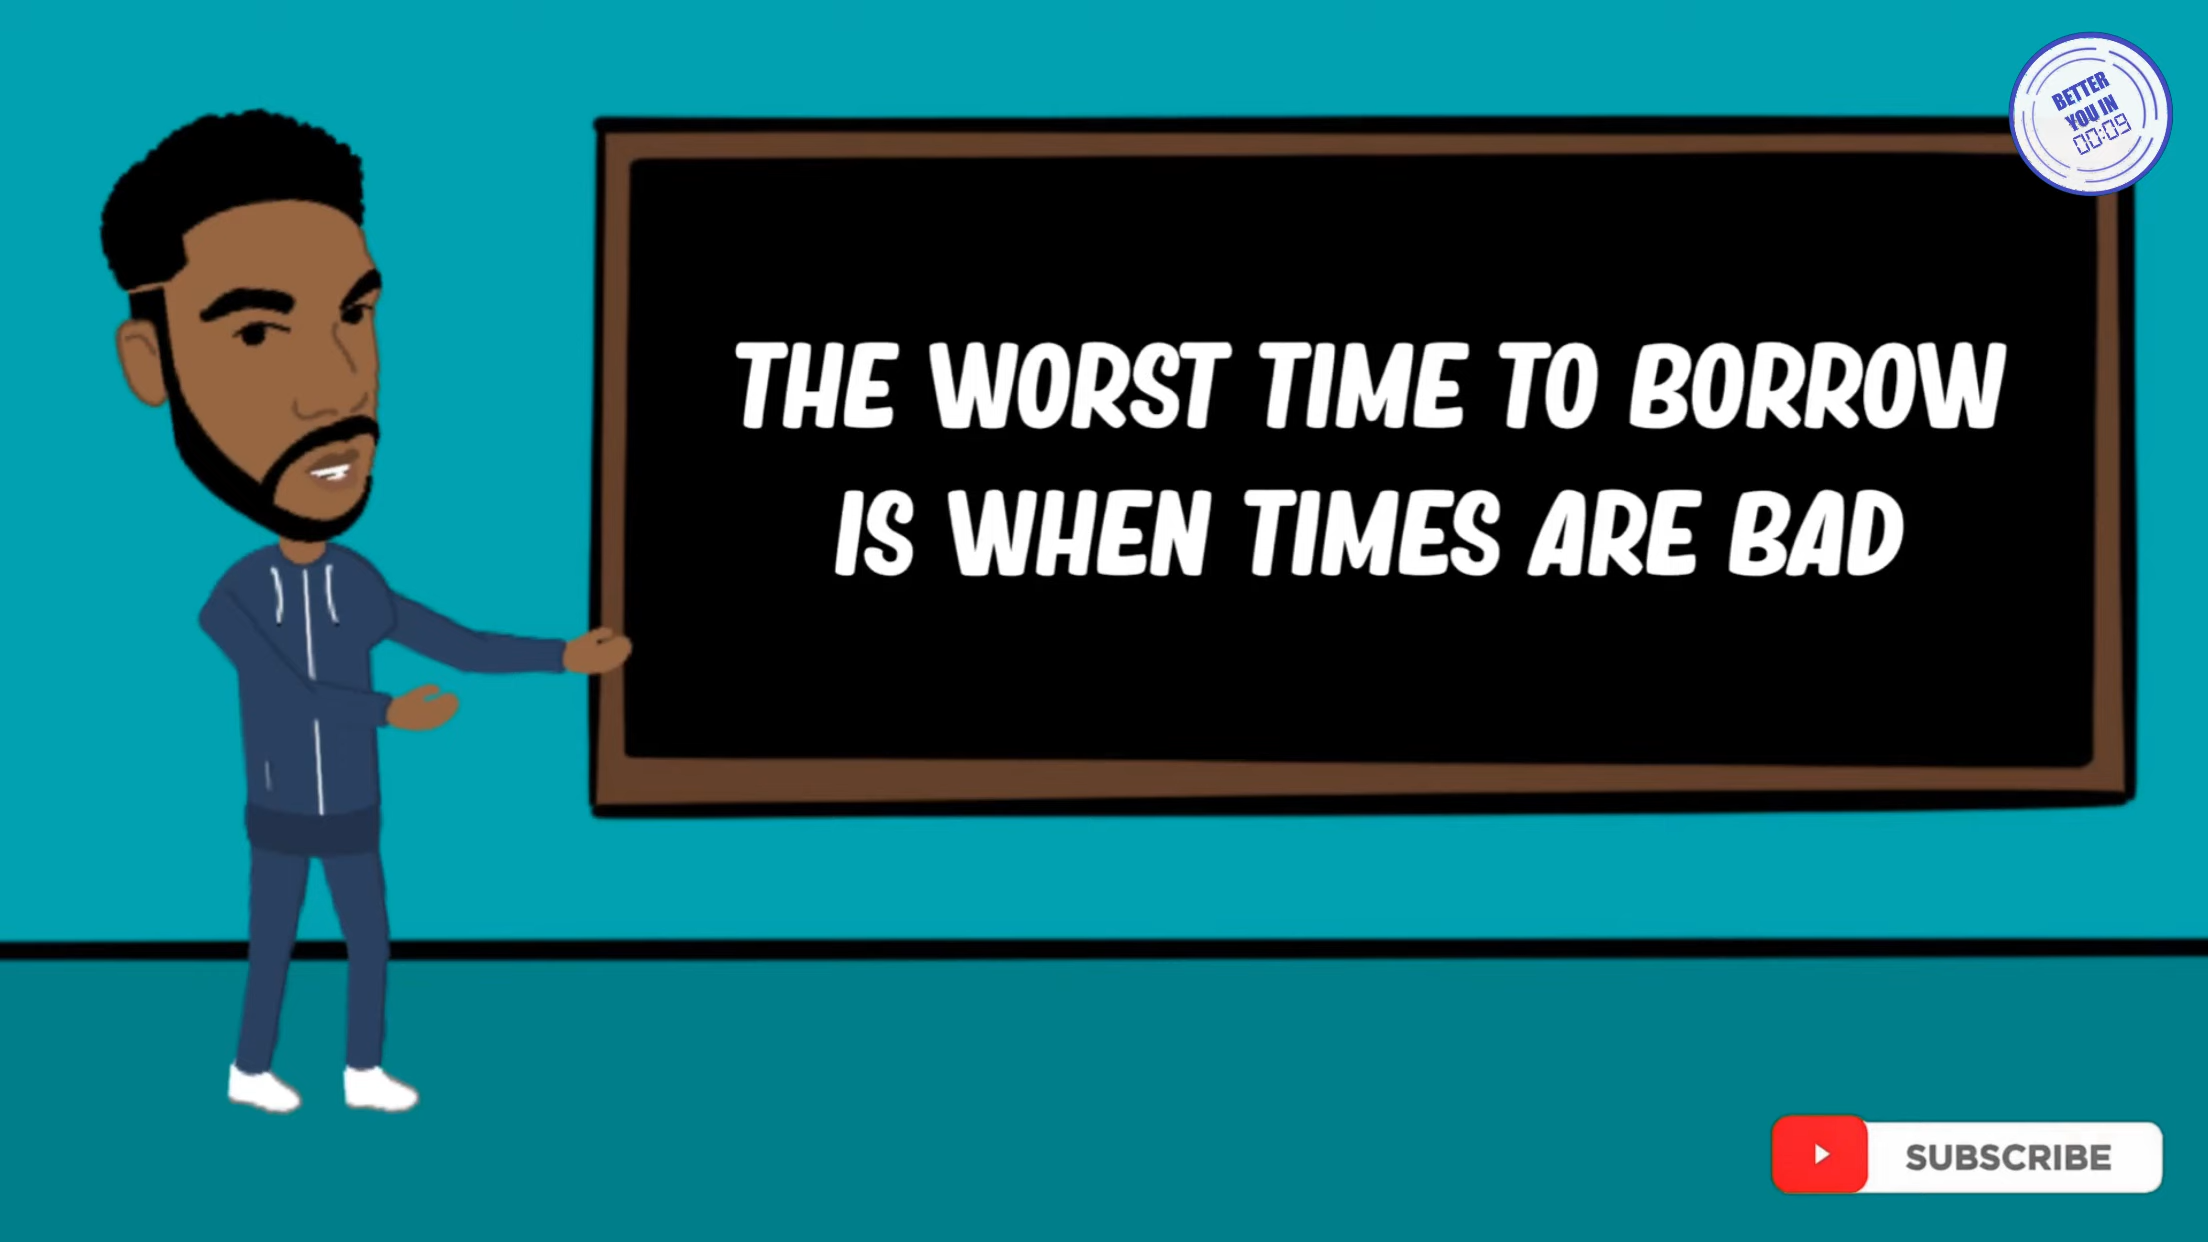 BETTER
YOU IN
00:09
THE WORST TIME TO BORROW
IS WHEN TIMES ARE BAD
SUBSCRIBE